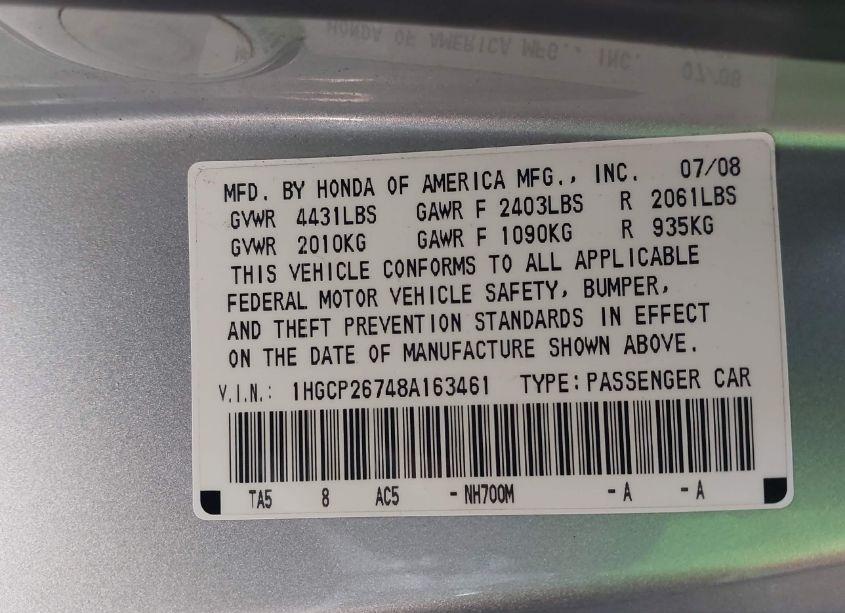 MFD. BY HONDA OF AMERICA MFG., INC. 07/08
GVWR 4431LBS GAWR F 2403LBS R 2061LBS
GVWR 2010KG GAWR F 1090KG R 935KG
THIS VEHICLE CONFORMS TO ALL APPLICABLE
FEDERAL MOTOR VEHICLE SAFETY, BUMPER,
AND THEFT PREVENTION STANDARDS IN EFFECT
ON THE DATE OF MANUFACTURE SHOWN ABOVE.
V.I.N.: 1HGCP26748A163461 TYPE: PASSENGER CAR
TA5 8 AC5 - NH700M - A - A